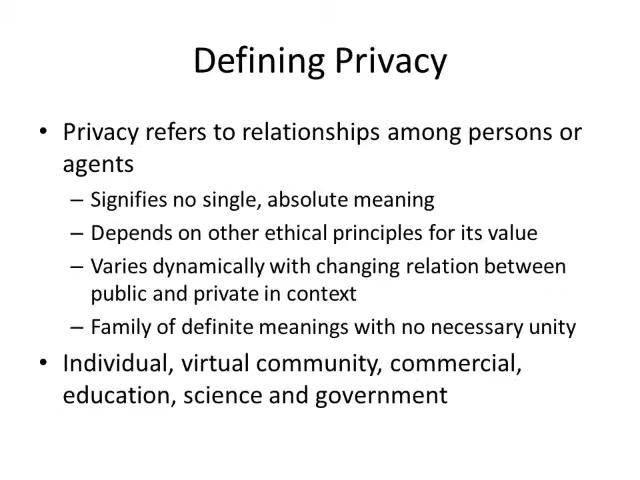 Defining Privacy
• Privacy refers to relationships among persons or
agents
– Signifies no single, absolute meaning
– Depends on other ethical principles for its value
– Varies dynamically with changing relation between
public and private in context
– Family of definite meanings with no necessary unity
• Individual, virtual community, commercial,
education, science and government